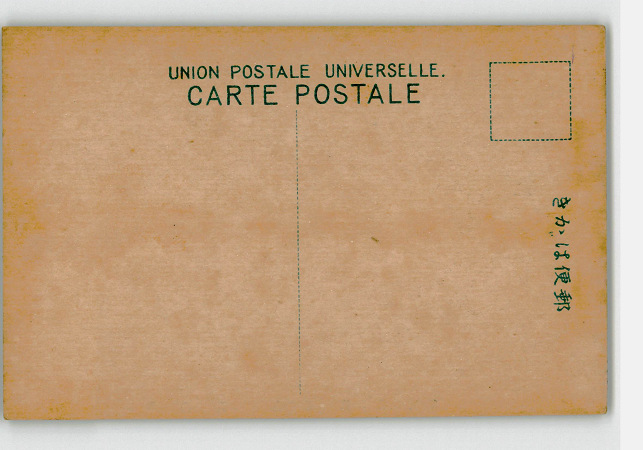 UNION POSTALE UNIVERSELLE.
CARTE POSTALE
きがは便郵